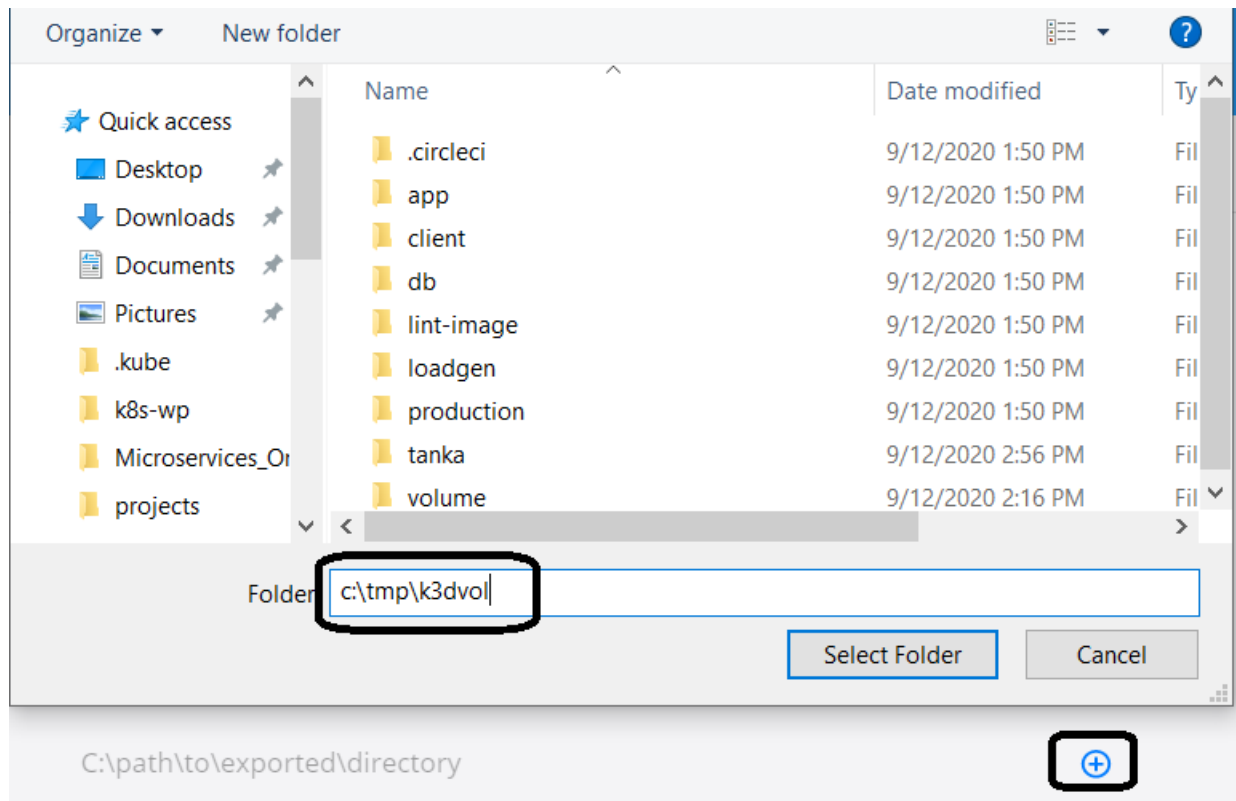 Organize New folder ?
Name Date modified Ty
Quick access
Desktop
Downloads
Documents
Pictures
.kube
k8s-wp
Microservices_Or
projects
.circleci 9/12/2020 1:50 PM Fil
app 9/12/2020 1:50 PM Fil
client 9/12/2020 1:50 PM Fil
db 9/12/2020 1:50 PM Fil
lint-image 9/12/2020 1:50 PM Fil
loadgen 9/12/2020 1:50 PM Fil
production 9/12/2020 1:50 PM Fil
tanka 9/12/2020 2:56 PM Fil
volume 9/12/2020 2:16 PM Fil
Folder c:\tmp\k3dvol
Select Folder Cancel
C:\path\to\exported\directory